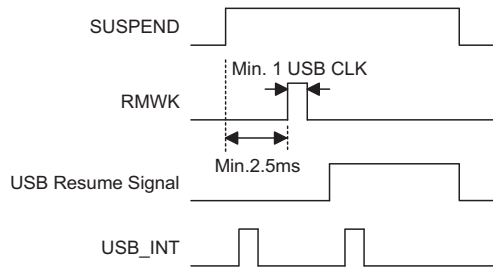 SUSPEND
Min. 1 USB CLK
RMWK
Min.2.5ms
USB Resume Signal
USB_INT